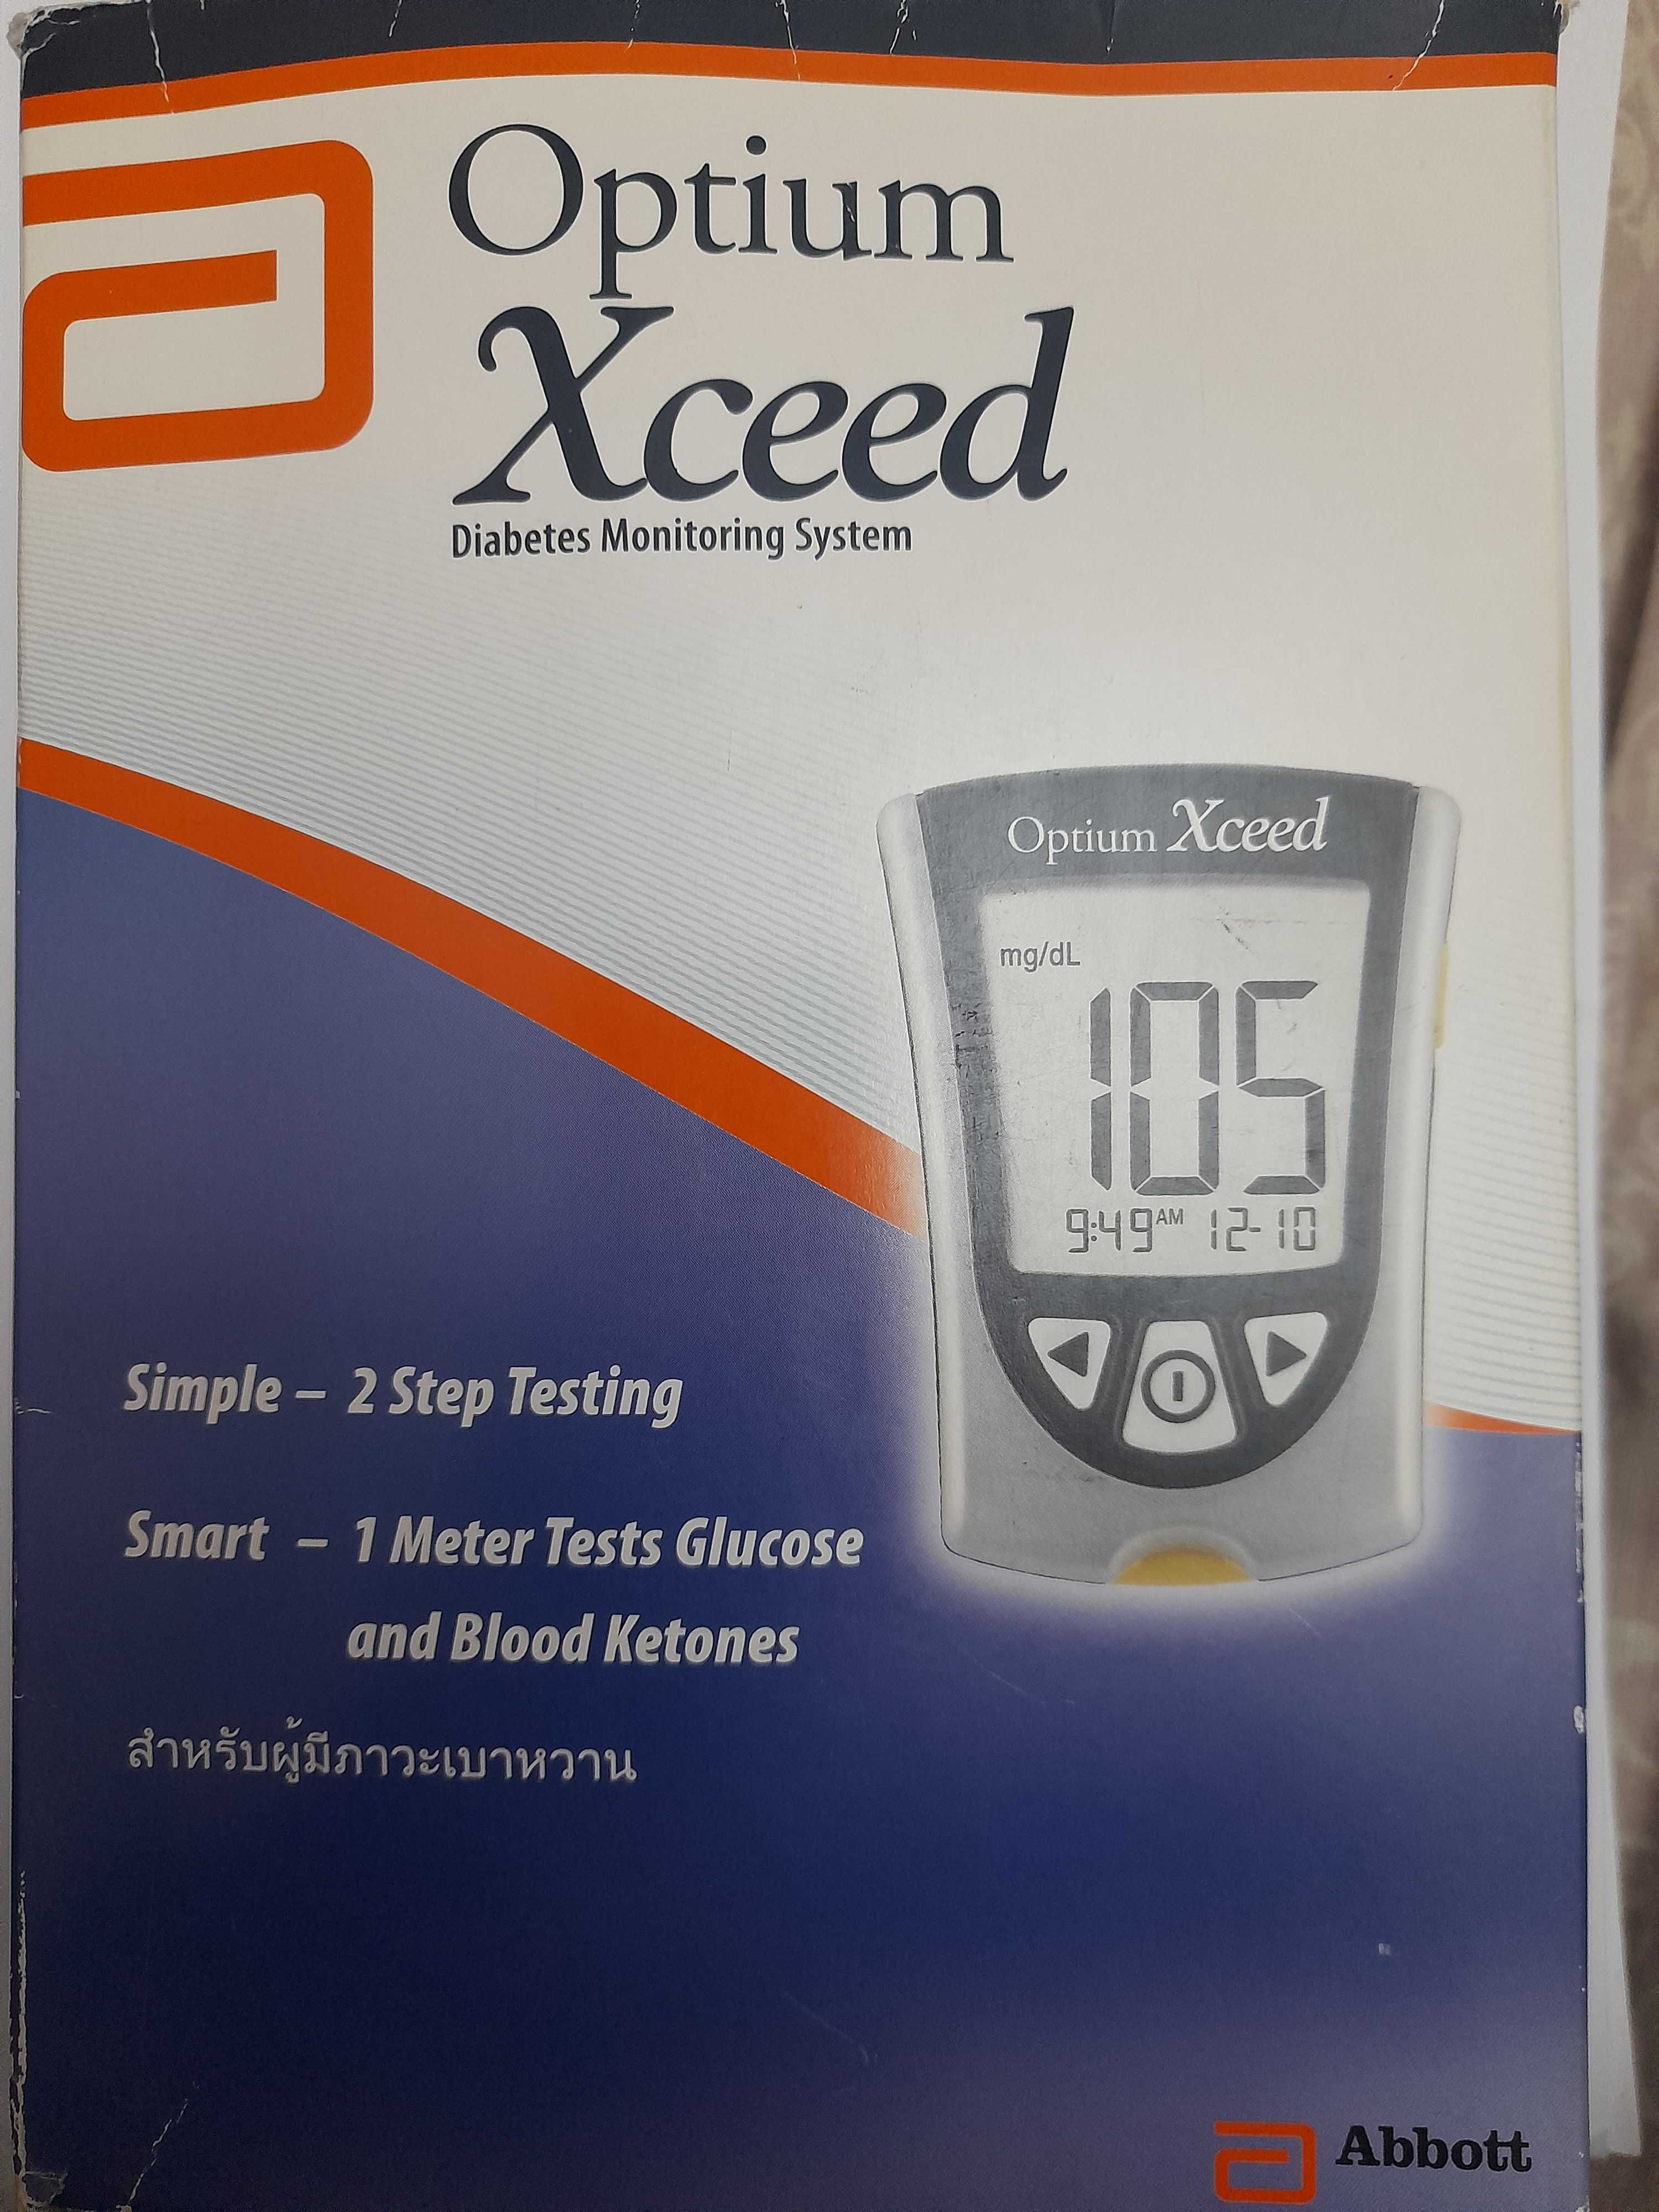 Optium
Xceed
Diabetes Monitoring System
Optium Xceed
mg/dL
105
9:49 AM 12-10
Simple – 2 Step Testing
Smart – 1 Meter Tests Glucose
and Blood Ketones
สำหรับผู้มีภาวะเบาหวาน
Abbott